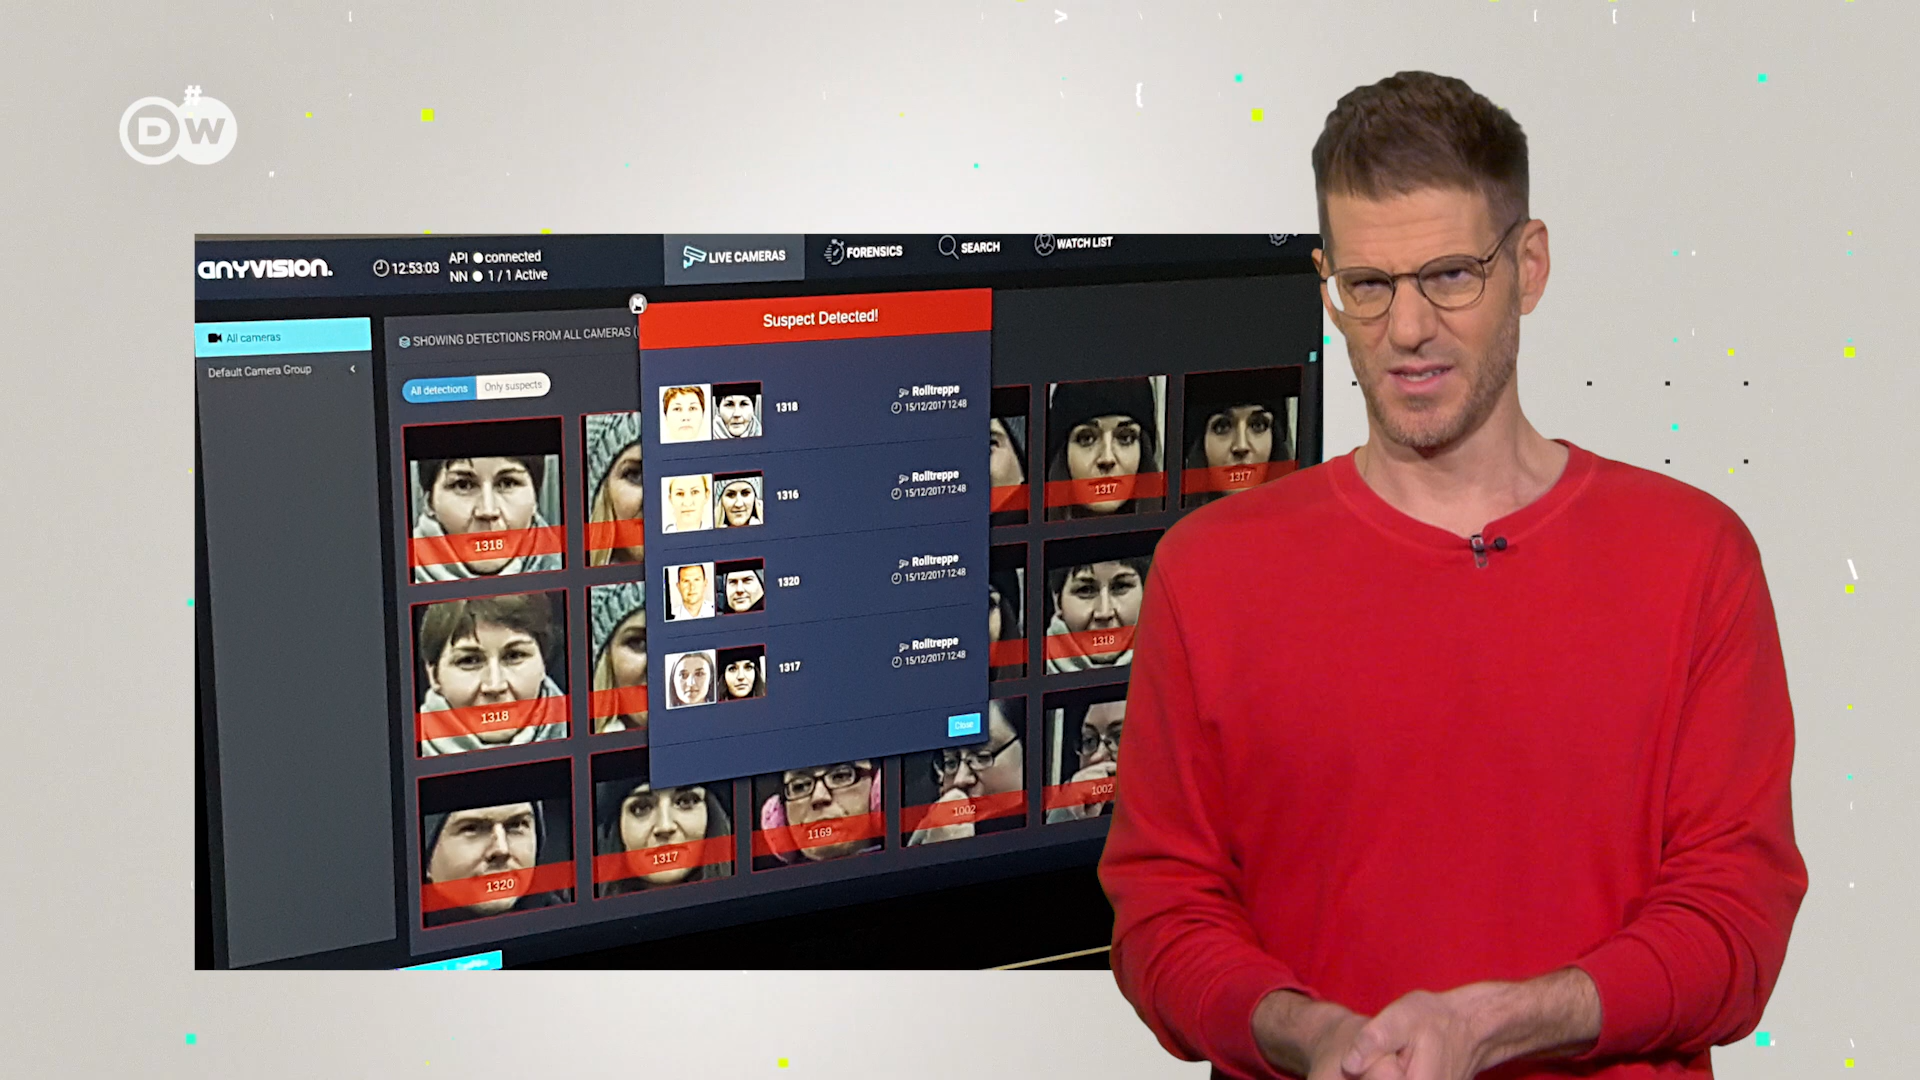 #
DW
anyvision.
12:53:03
API connected
NN 1 / 1 Active
LIVE CAMERAS
FORENSICS
SEARCH
WATCH LIST
All cameras
Default Camera Group
SHOWING DETECTIONS FROM ALL CAMERAS (
All detections
Only suspects
Suspect Detected!
1318
Rolltreppe
15/12/2017 12:48
1316
Rolltreppe
15/12/2017 12:48
1320
Rolltreppe
15/12/2017 12:48
1317
Rolltreppe
15/12/2017 12:48
Close
1318
1317
1317
1318
1318
1320
1317
1169
1002
1002